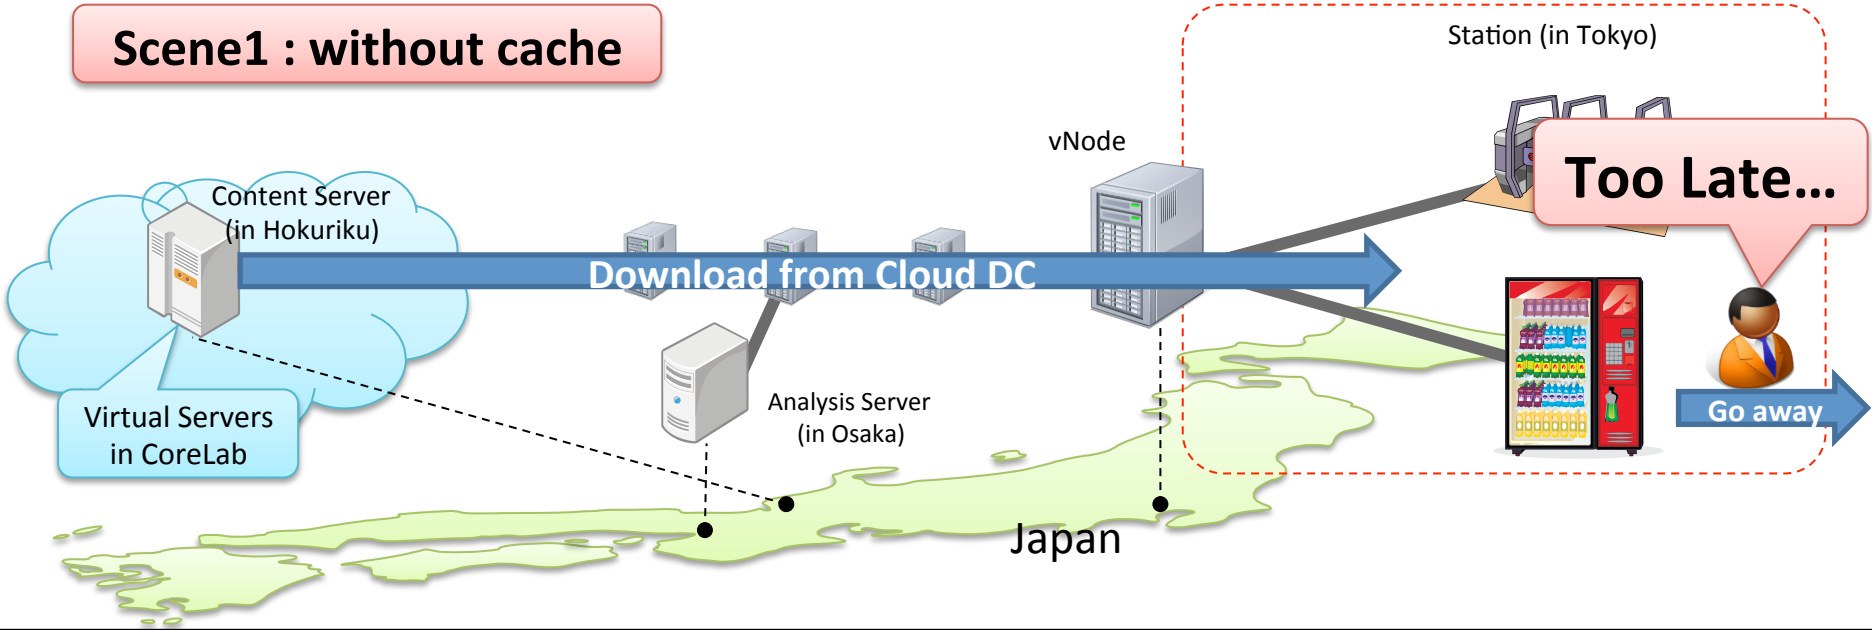 Scene1 : without cache
Station (in Tokyo)
vNode
Too Late...
Content Server
(in Hokuriku)
Download from Cloud DC
Virtual Servers
in CoreLab
Analysis Server
(in Osaka)
Go away
Japan